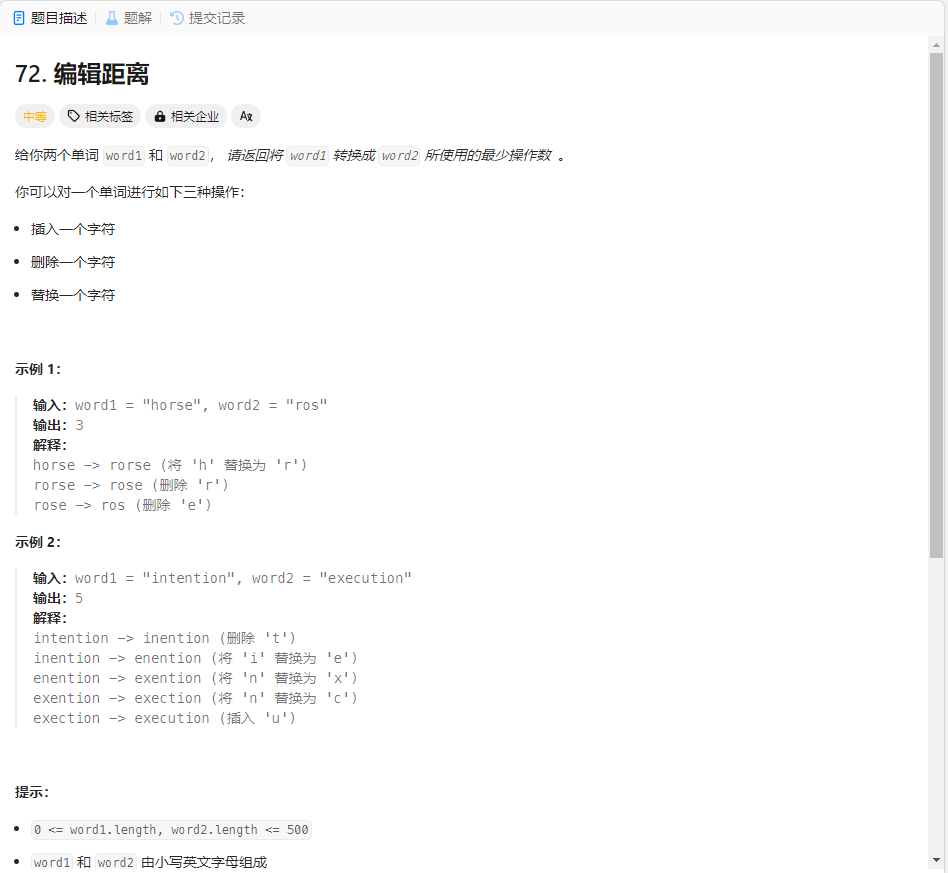 题目描述 题解 提交记录
72. 编辑距离
中等 相关标签 相关企业 Ax
给你两个单词 word1 和 word2， 请返回将 word1 转换成 word2 所使用的最少操作数 。
你可以对一个单词进行如下三种操作：
• 插入一个字符
• 删除一个字符
• 替换一个字符
示例 1：
输入：word1 = "horse", word2 = "ros"
输出：3
解释：
horse -> rorse (将 'h' 替换为 'r')
rorse -> rose (删除 'r')
rose -> ros (删除 'e')
示例 2：
输入：word1 = "intention", word2 = "execution"
输出：5
解释：
intention -> inention (删除 't')
inention -> enention (将 'i' 替换为 'e')
enention -> exention (将 'n' 替换为 'x')
exention -> exection (将 'n' 替换为 'c')
exection -> execution (插入 'u')
提示：
• 0 <= word1.length, word2.length <= 500
• word1 和 word2 由小写英文字母组成